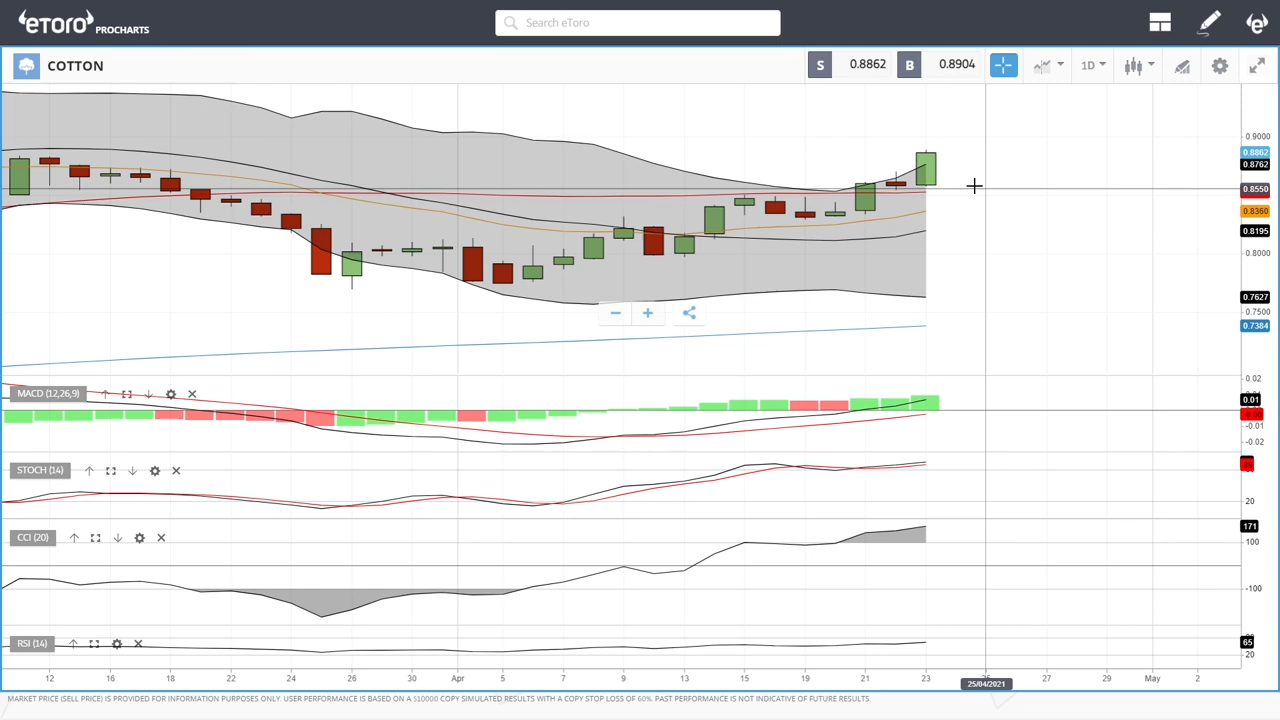 eToro PROCHARTS
Search eToro
COTTON
S 0.8862 B 0.8904
1D
0.9000
0.8862
0.8762
0.8550
0.8360
0.8195
0.8000
0.7627
0.7500
0.7384
MACD (12,26,9)
0.02
0.01
-0.01
-0.02
STOCH (14)
20
CCI (20)
171
100
-100
RSI (14)
65
20
12 14 16 18 22 24 26 30 Apr 5 7 9 13 15 19 21 23 27 29 May 2
25/04/2021
MARKET PRICE (SELL PRICE) IS PROVIDED FOR INFORMATION PURPOSES ONLY. USER PERFORMANCE IS BASED ON A $10000 COPY SIMULATED RESULTS WITH A COPY STOP LOSS OF 60%. PAST PERFORMANCE IS NOT INDICATIVE OF FUTURE RESULTS.